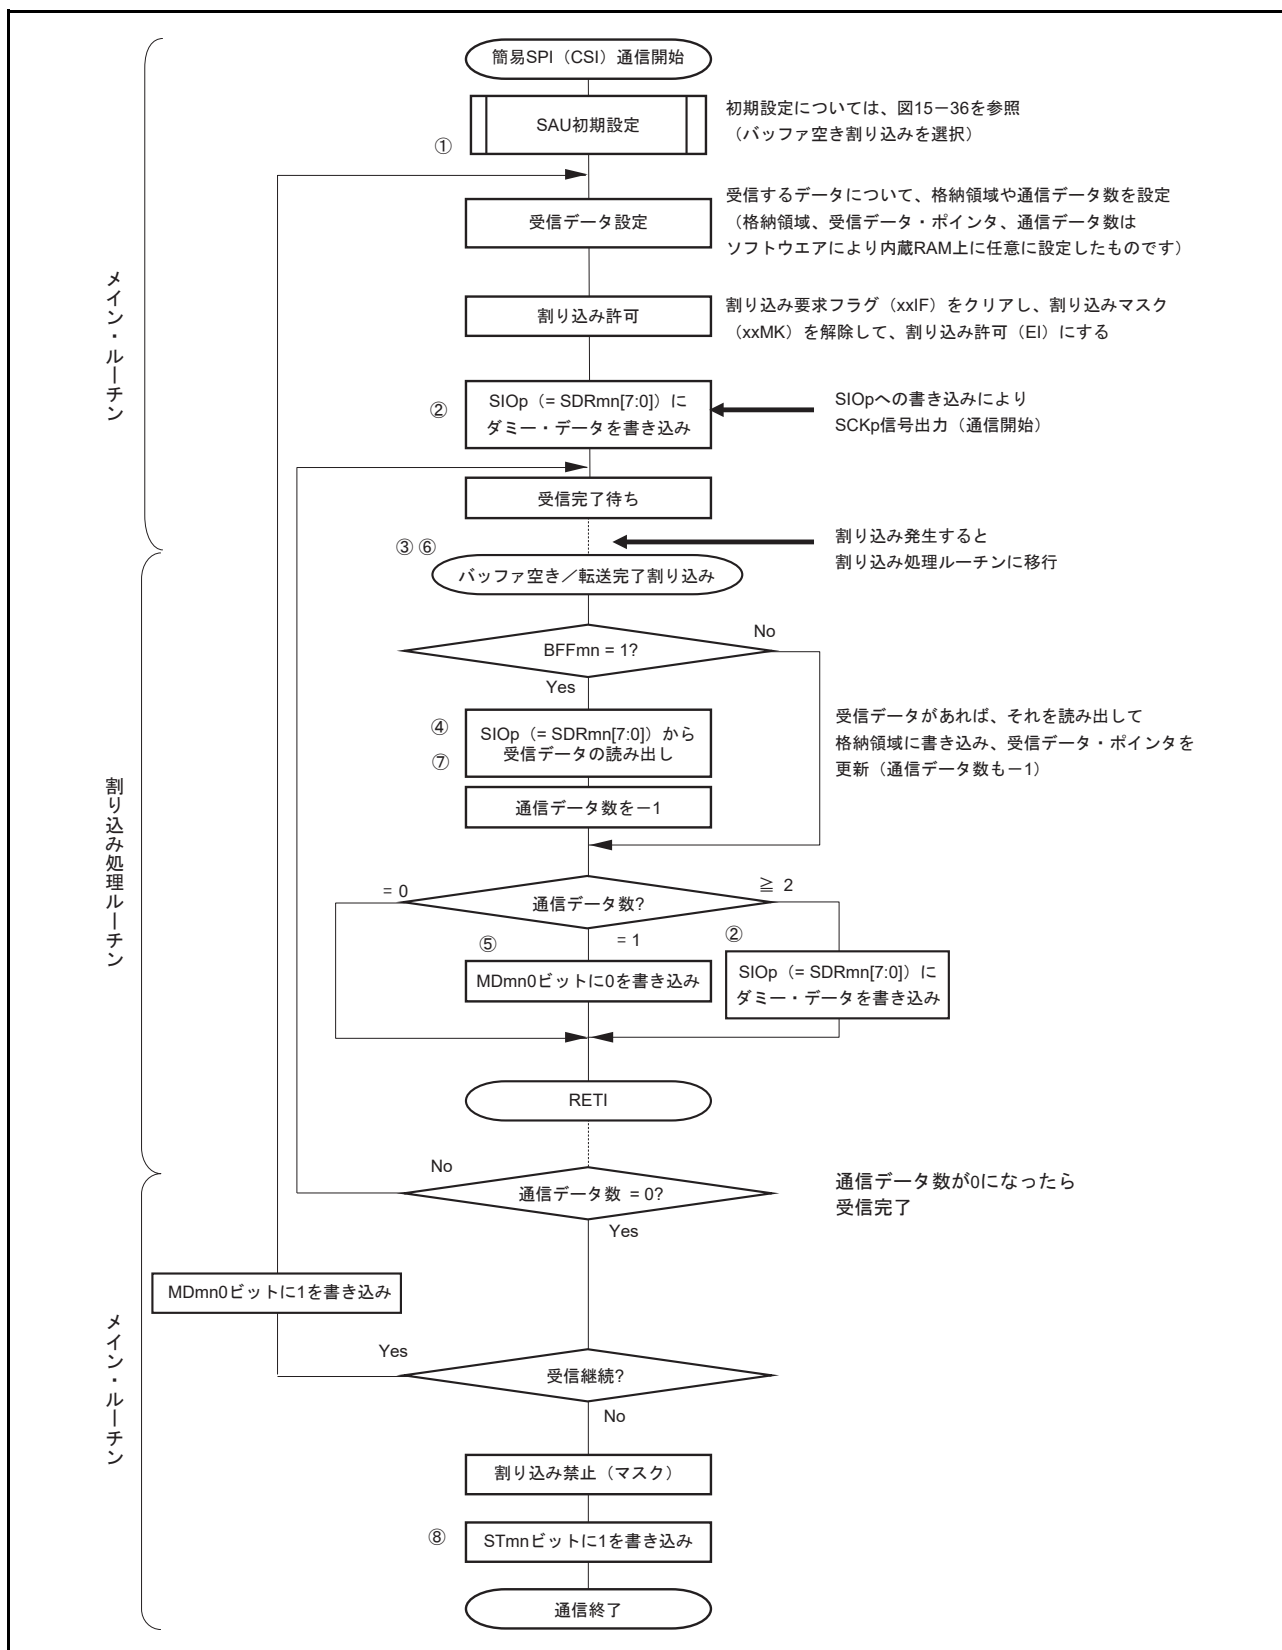 簡易SPI（CSI）通信開始
SAU初期設定
初期設定については、図15－36を参照
（バッファ空き割り込みを選択）
①
受信データ設定
受信するデータについて、格納領域や通信データ数を設定
（格納領域、受信データ・ポインタ、通信データ数は
ソフトウエアにより内蔵RAM上に任意に設定したものです）
メイン・ルーチン
割り込み許可
割り込み要求フラグ（xxIF）をクリアし、割り込みマスク
（xxMK）を解除して、割り込み許可（EI）にする
②
SIOp（= SDRmn[7:0]）に
ダミー・データを書き込み
SIOpへの書き込みにより
SCKp信号出力（通信開始）
受信完了待ち
③ ⑥
割り込み発生すると
割り込み処理ルーチンに移行
バッファ空き／転送完了割り込み
BFFmn = 1?
No
Yes
④
⑦
SIOp（= SDRmn[7:0]）から
受信データの読み出し
受信データがあれば、それを読み出して
格納領域に書き込み、受信データ・ポインタを
更新（通信データ数も－1）
通信データ数を－1
割り込み処理ルーチン
= 0
通信データ数?
≧ 2
= 1
⑤
MDmn0ビットに0を書き込み
②
SIOp（= SDRmn[7:0]）に
ダミー・データを書き込み
RETI
No
通信データ数 = 0?
Yes
通信データ数が0になったら
受信完了
MDmn0ビットに1を書き込み
メイン・ルーチン
Yes
受信継続?
No
割り込み禁止（マスク）
⑧
STmnビットに1を書き込み
通信終了